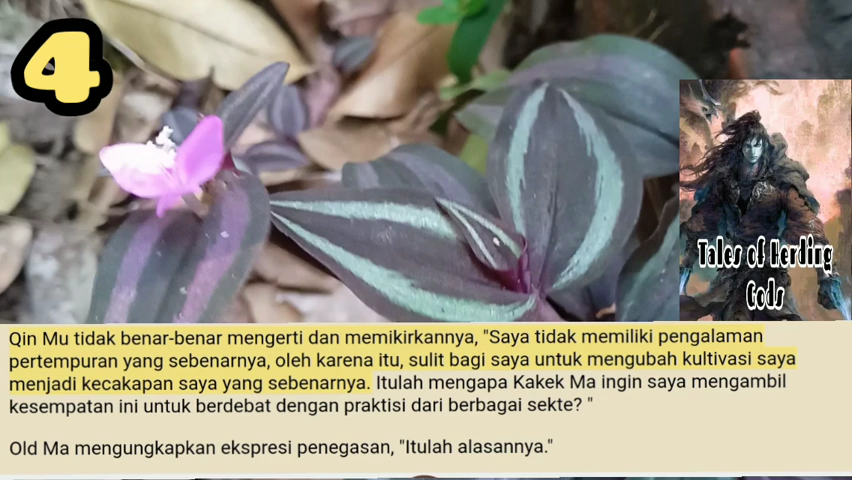 4
Tales of Herding
Gods
Qin Mu tidak benar-benar mengerti dan memikirkannya, "Saya tidak memiliki pengalaman
pertempuran yang sebenarnya, oleh karena itu, sulit bagi saya untuk mengubah kultivasi saya
menjadi kecakapan saya yang sebenarnya. Itulah mengapa Kakek Ma ingin saya mengambil
kesempatan ini untuk berdebat dengan praktisi dari berbagai sekte? "
Old Ma mengungkapkan ekspresi penegasan, "Itulah alasannya."